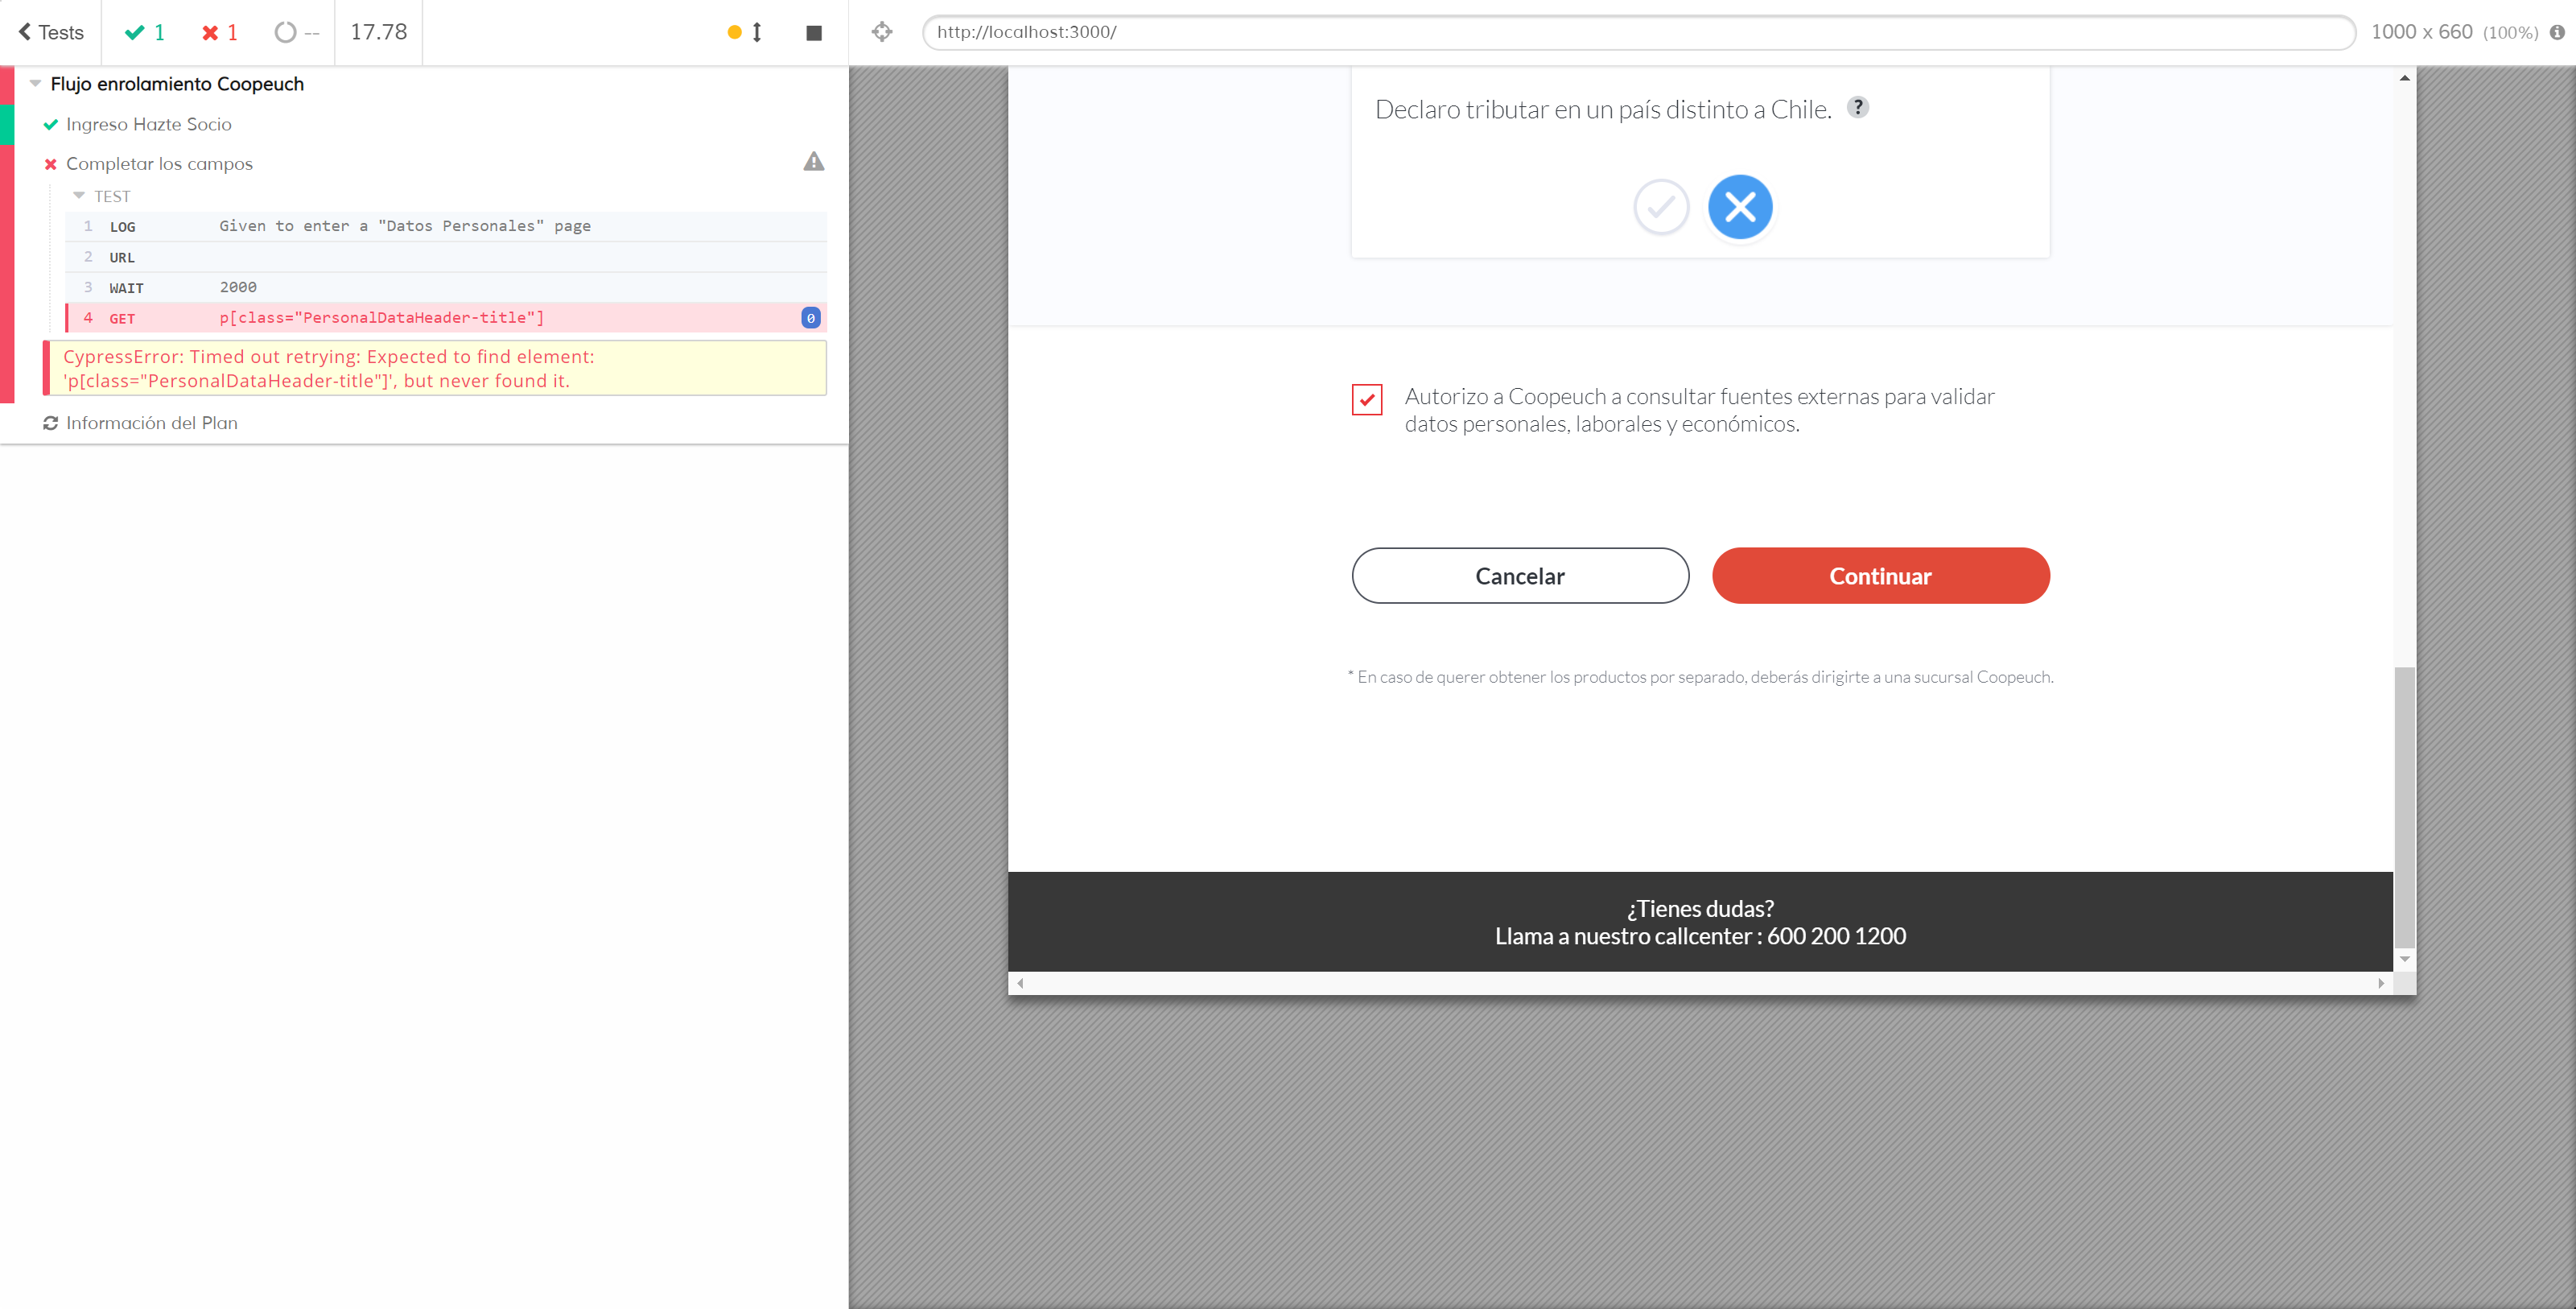 Tests
1
1
--
17.78
http://localhost:3000/
1000 x 660 (100%)
Flujo enrolamiento Coopeuch
Ingreso Hazte Socio
Completar los campos
TEST
1 LOG Given to enter a "Datos Personales" page
2 URL
3 WAIT 2000
4 GET p[class="PersonalDataHeader-title"] 0
CypressError: Timed out retrying: Expected to find element:
'p[class="PersonalDataHeader-title"]', but never found it.
Información del Plan
Declaro tributar en un país distinto a Chile. ?
Autorizo a Coopeuch a consultar fuentes externas para validar
datos personales, laborales y económicos.
Cancelar
Continuar
* En caso de querer obtener los productos por separado, deberás dirigirte a una sucursal Coopeuch.
¿Tienes dudas?
Llama a nuestro callcenter : 600 200 1200